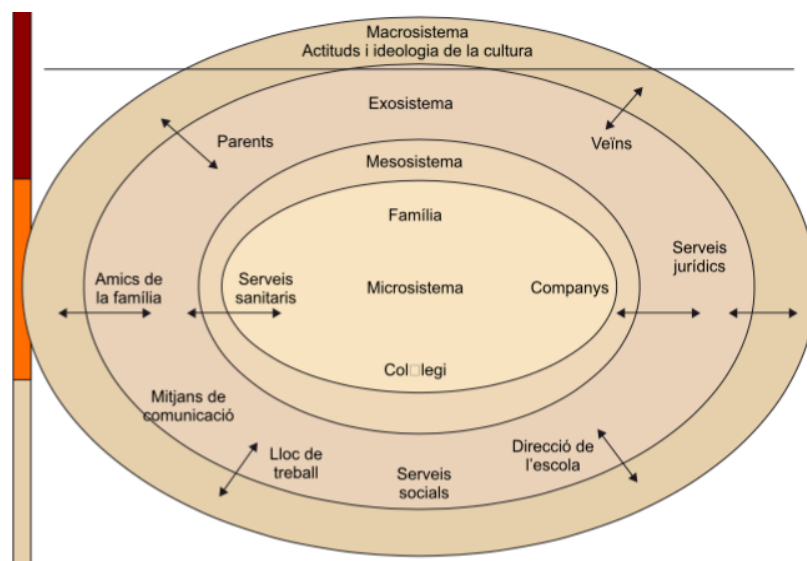 Macrosistema
Actituds i ideologia de la cultura
Exosistema
Parents
Veïns
Mesosistema
Família
Amics de
la família
Serveis
sanitaris
Microsistema
Companys
Serveis
jurídics
Col□legi
Mitjans de
comunicació
Lloc de
treball
Serveis
socials
Direcció de
l'escola